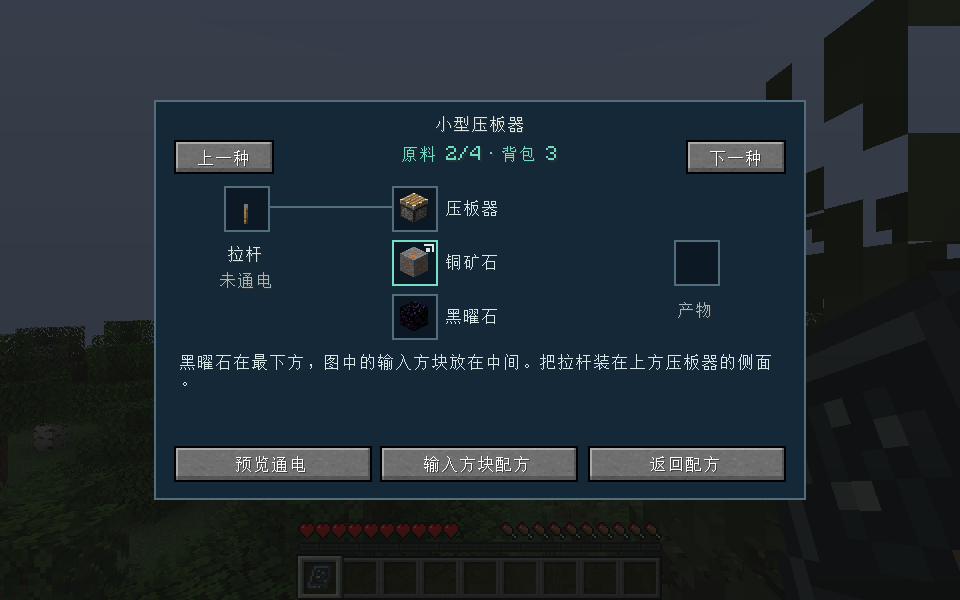 小型压板器
上一种
原料 2/4 · 背包 3
下一种
压板器
拉杆
未通电
铜矿石
产物
黑曜石
黑曜石在最下方，图中的输入方块放在中间。把拉杆装在上方压板器的侧面
。
预览通电
输入方块配方
返回配方